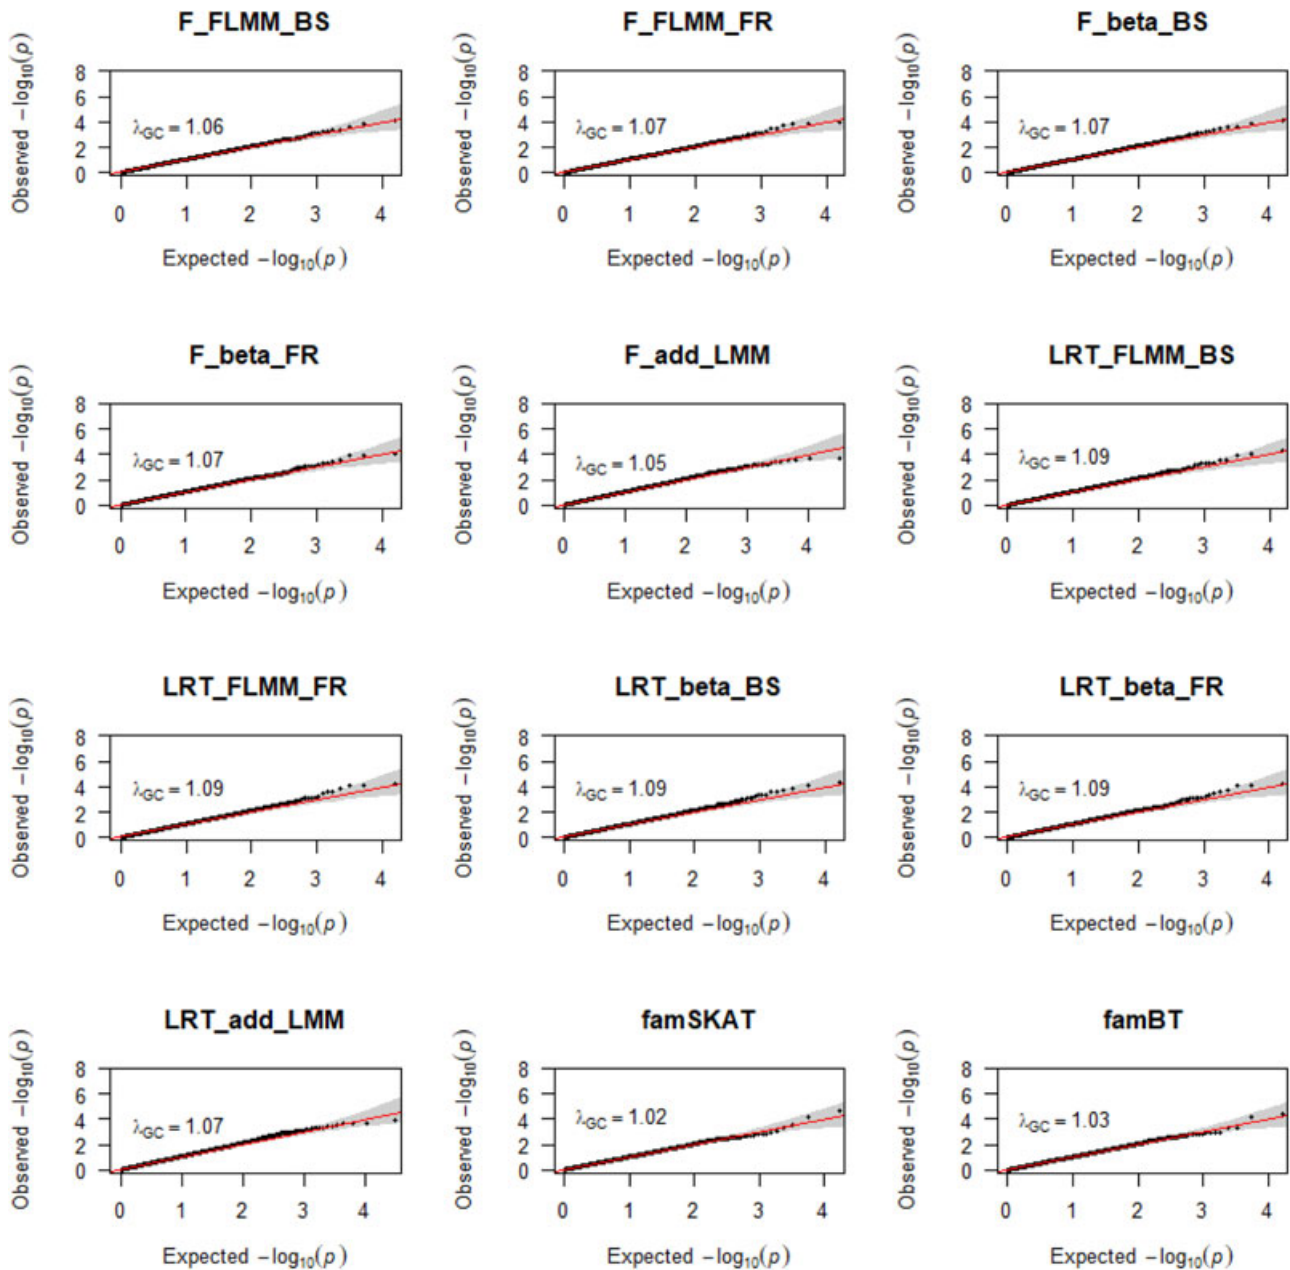 F_FLMM_BS F_FLMM_FR F_beta_BS
Observed −log10(p) 8 6 4 2 0 λGC = 1.06 Observed −log10(p) 8 6 4 2 0 λGC = 1.07 Observed −log10(p) 8 6 4 2 0 λGC = 1.07
0 1 2 3 4 0 1 2 3 4 0 1 2 3 4
Expected −log10(p) Expected −log10(p) Expected −log10(p)
F_beta_FR F_add_LMM LRT_FLMM_BS
Observed −log10(p) 8 6 4 2 0 λGC = 1.07 Observed −log10(p) 8 6 4 2 0 λGC = 1.05 Observed −log10(p) 8 6 4 2 0 λGC = 1.09
0 1 2 3 4 0 1 2 3 4 0 1 2 3 4
Expected −log10(p) Expected −log10(p) Expected −log10(p)
LRT_FLMM_FR LRT_beta_BS LRT_beta_FR
Observed −log10(p) 8 6 4 2 0 λGC = 1.09 Observed −log10(p) 8 6 4 2 0 λGC = 1.09 Observed −log10(p) 8 6 4 2 0 λGC = 1.09
0 1 2 3 4 0 1 2 3 4 0 1 2 3 4
Expected −log10(p) Expected −log10(p) Expected −log10(p)
LRT_add_LMM famSKAT famBT
Observed −log10(p) 8 6 4 2 0 λGC = 1.07 Observed −log10(p) 8 6 4 2 0 λGC = 1.02 Observed −log10(p) 8 6 4 2 0 λGC = 1.03
0 1 2 3 4 0 1 2 3 4 0 1 2 3 4
Expected −log10(p) Expected −log10(p) Expected −log10(p)